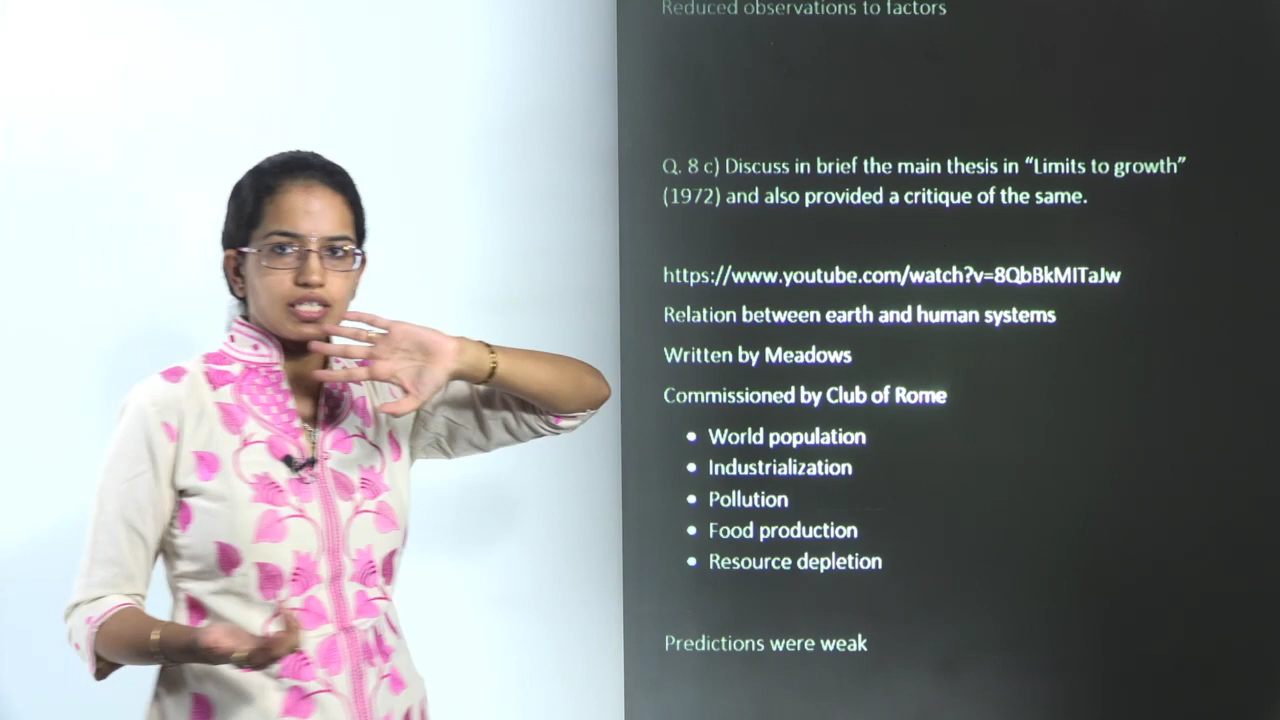 Reduced observations to factors
Q. 8 c) Discuss in brief the main thesis in “Limits to growth”
(1972) and also provided a critique of the same.
https://www.youtube.com/watch?v=8QbBkMITaJw
Relation between earth and human systems
Written by Meadows
Commissioned by Club of Rome
• World population
• Industrialization
• Pollution
• Food production
• Resource depletion
Predictions were weak